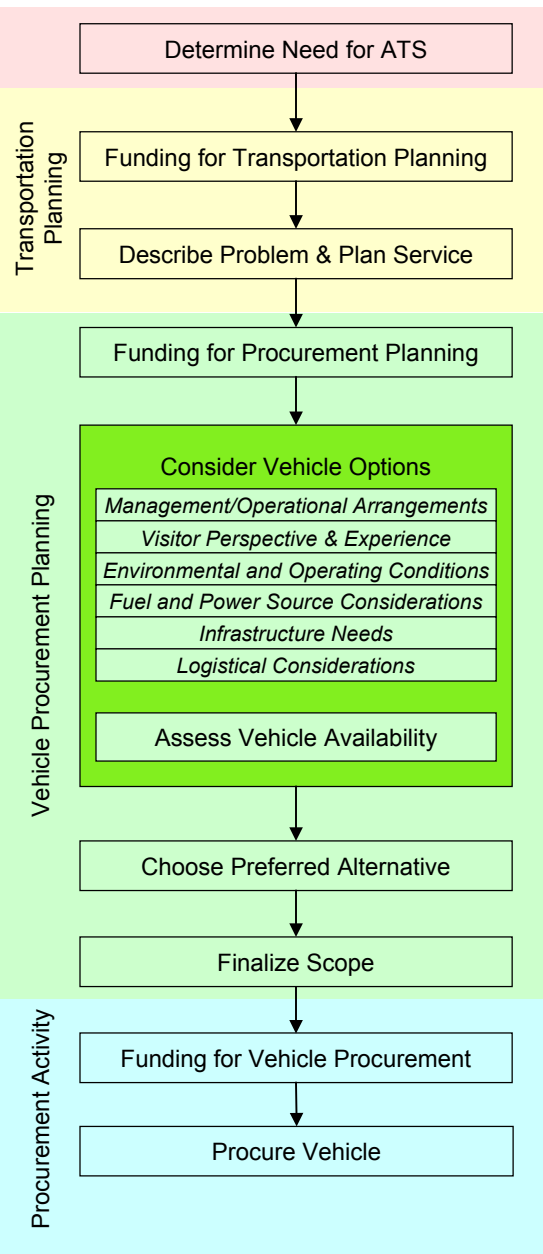 Determine Need for ATS
Transportation
Planning
Funding for Transportation Planning
Describe Problem & Plan Service
Vehicle Procurement Planning
Funding for Procurement Planning
Consider Vehicle Options
Management/Operational Arrangements
Visitor Perspective & Experience
Environmental and Operating Conditions
Fuel and Power Source Considerations
Infrastructure Needs
Logistical Considerations
Assess Vehicle Availability
Choose Preferred Alternative
Finalize Scope
Procurement Activity
Funding for Vehicle Procurement
Procure Vehicle